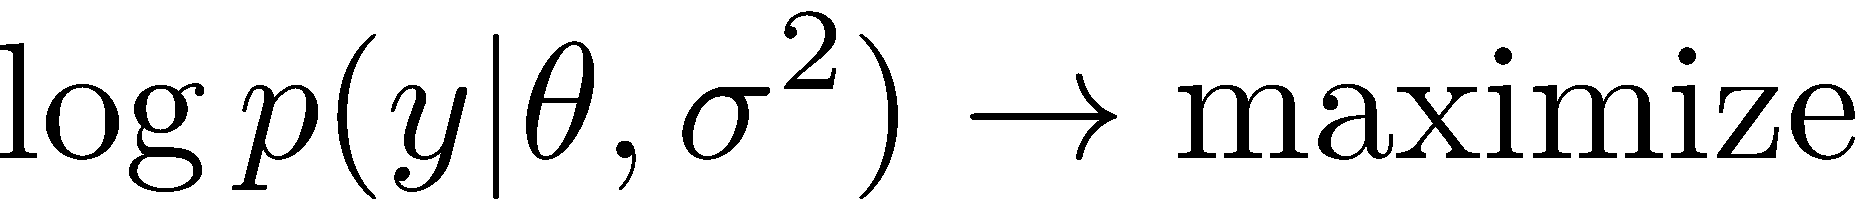 log p(y|θ, σ²) → maximize